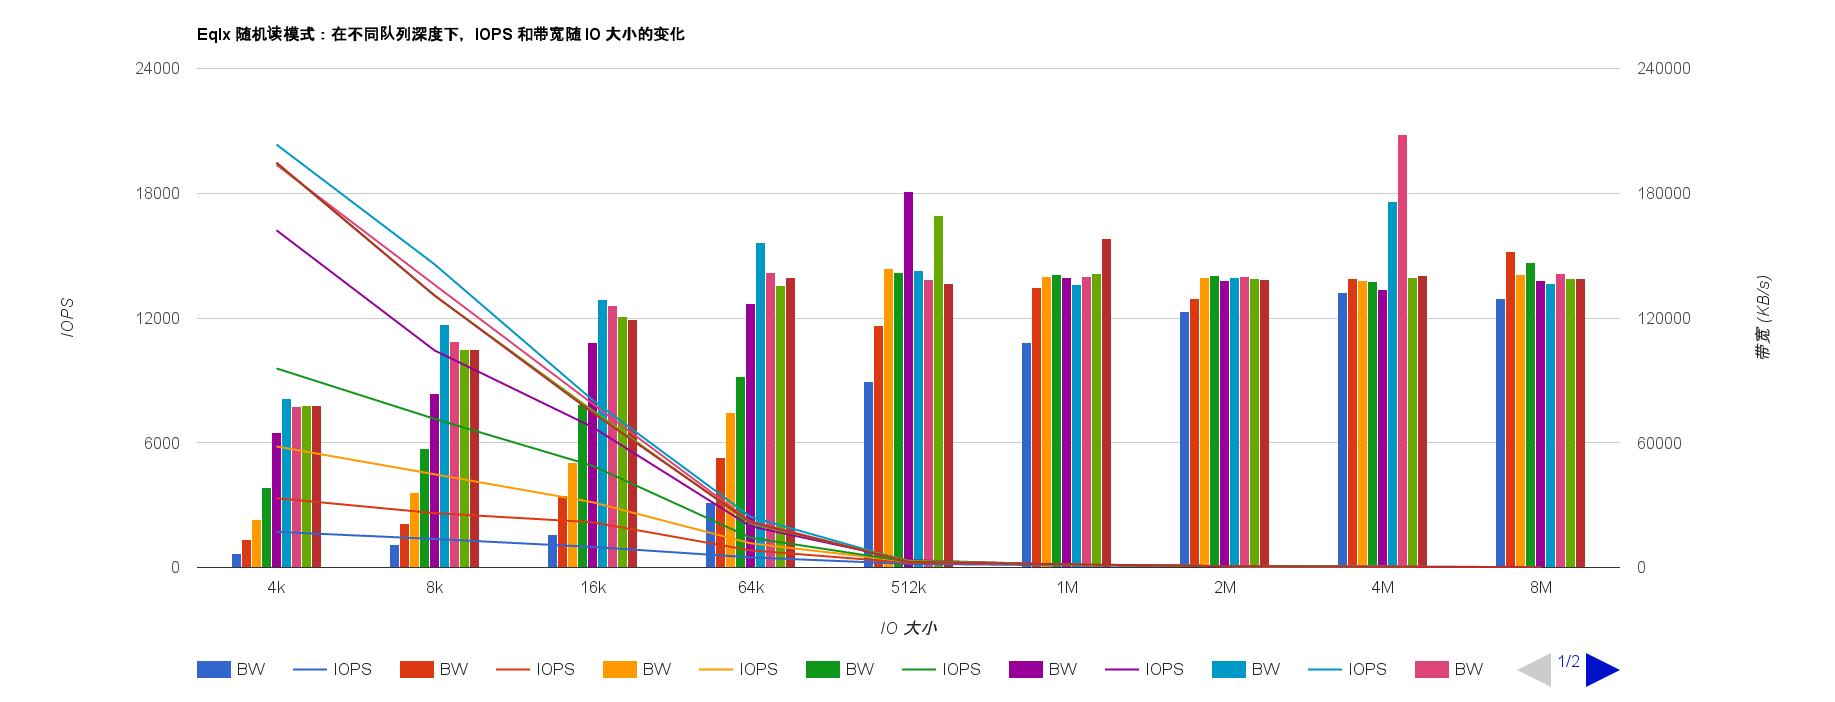 Eqlx 随机读模式：在不同队列深度下，IOPS 和带宽随 IO 大小的变化
24000
18000
12000
6000
0
IOPS
240000
180000
120000
60000
0
带宽 (KB/s)
4k 8k 16k 64k 512k 1M 2M 4M 8M
IO 大小
BW IOPS BW IOPS BW IOPS BW IOPS BW IOPS BW IOPS BW 1/2